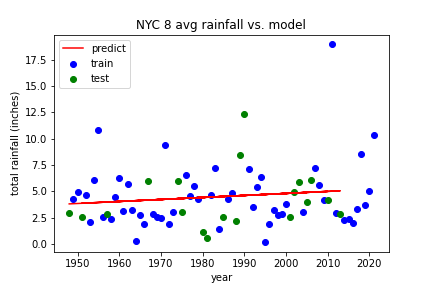 NYC 8 avg rainfall vs. model
predict
train
test
total rainfall (inches)
17.5
15.0
12.5
10.0
7.5
5.0
2.5
0.0
1950 1960 1970 1980 1990 2000 2010 2020
year